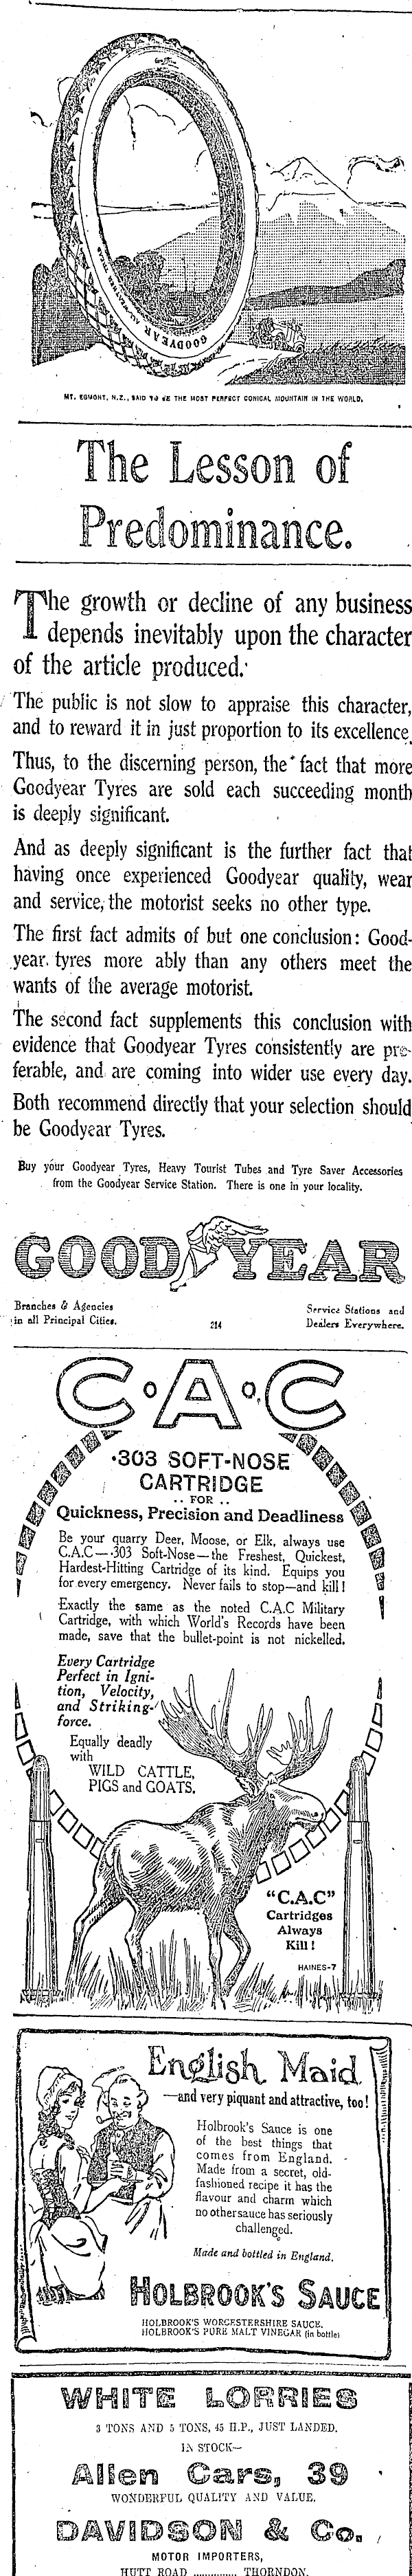 GOODYEAR
MT. EGMONT, N.Z., SAID TO BE THE MOST PERFECT CONICAL MOUNTAIN IN THE WORLD.
The Lesson of
Predominance.
The growth or decline of any business
depends inevitably upon the character
of the article produced.
The public is not slow to appraise this character,
and to reward it in just proportion to its excellence.
Thus, to the discerning person, the fact that more
Goodyear Tyres are sold each succeeding month
is deeply significant.
And as deeply significant is the further fact that
having once experienced Goodyear quality, wear
and service, the motorist seeks no other type.
The first fact admits of but one conclusion: Good-
year tyres more ably than any others meet the
wants of the average motorist.
The second fact supplements this conclusion with
evidence that Goodyear Tyres consistently are pre-
ferable, and are coming into wider use every day.
Both recommend directly that your selection should
be Goodyear Tyres.
Buy your Goodyear Tyres, Heavy Tourist Tubes and Tyre Saver Accessories
from the Goodyear Service Station. There is one in your locality.
GOODYEAR
Branches & Agencies
in all Principal Cities.
214
Service Stations and
Dealers Everywhere.
C.A.C
.303 SOFT-NOSE
CARTRIDGE
.. FOR ..
Quickness, Precision and Deadliness
Be your quarry Deer, Moose, or Elk, always use
C.A.C—.303 Soft-Nose—the Freshest, Quickest,
Hardest-Hitting Cartridge of its kind. Equips you
for every emergency. Never fails to stop—and kill!
Exactly the same as the noted C.A.C Military
Cartridge, with which World's Records have been
made, save that the bullet-point is not nickelled.
Every Cartridge
Perfect in Igni-
tion, Velocity,
and Striking-
force.
Equally deadly
with
WILD CATTLE,
PIGS and GOATS.
"C.A.C"
Cartridges
Always
Kill!
HAINES-7
English Maid
—and very piquant and attractive, too!
Holbrook's Sauce is one
of the best things that
comes from England.
Made from a secret, old-
fashioned recipe it has the
flavour and charm which
no other sauce has seriously
challenged.
Made and bottled in England.
HOLBROOK'S SAUCE
HOLBROOK'S WORCESTERSHIRE SAUCE.
HOLBROOK'S PURE MALT VINEGAR (in bottle)
WHITE LORRIES
3 TONS AND 5 TONS, 45 H.P., JUST LANDED.
IN STOCK—
Allen Cars, 39
WONDERFUL QUALITY AND VALUE.
DAVIDSON & Co.,
MOTOR IMPORTERS,
HUTT ROAD .............. THORNDON.